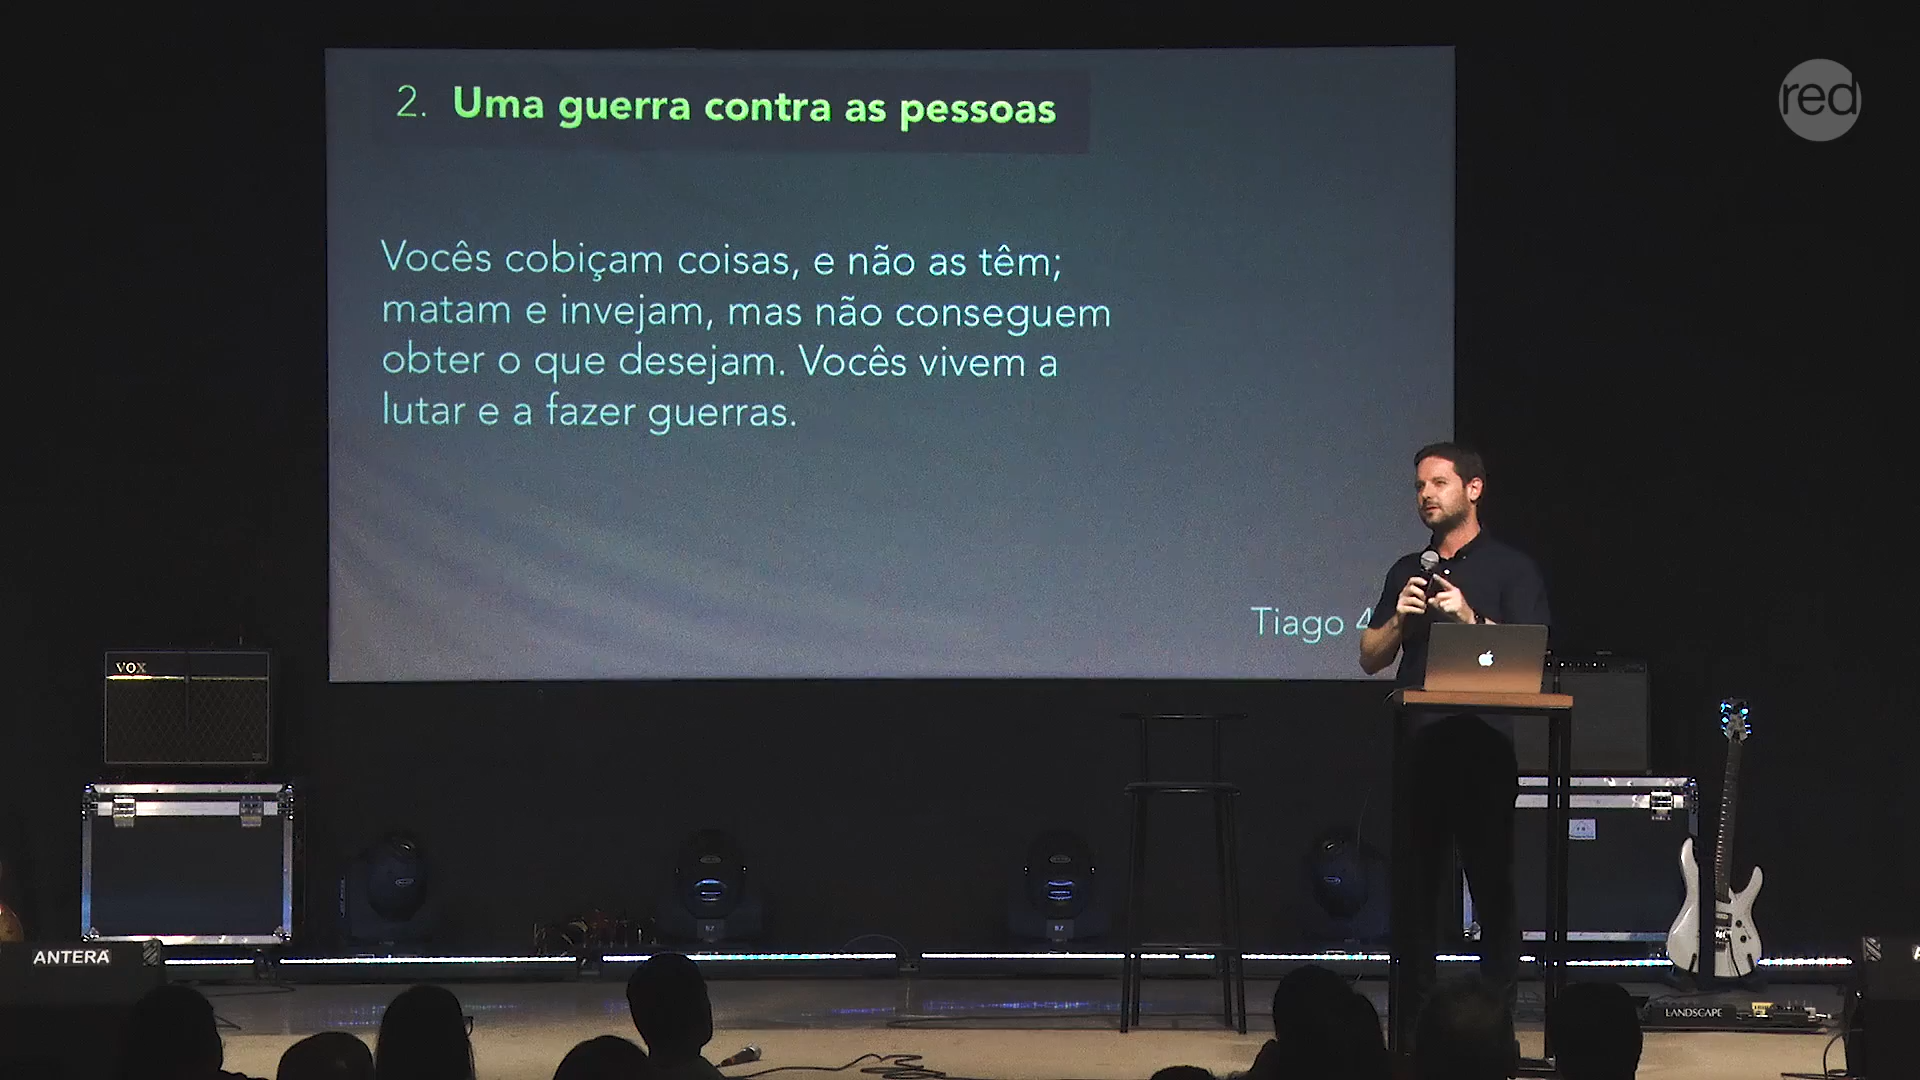 red
2. Uma guerra contra as pessoas
Vocês cobiçam coisas, e não as têm;
matam e invejam, mas não conseguem
obter o que desejam. Vocês vivem a
lutar e a fazer guerras.
Tiago 4
VOX
ANTERA
LANDSCAPE